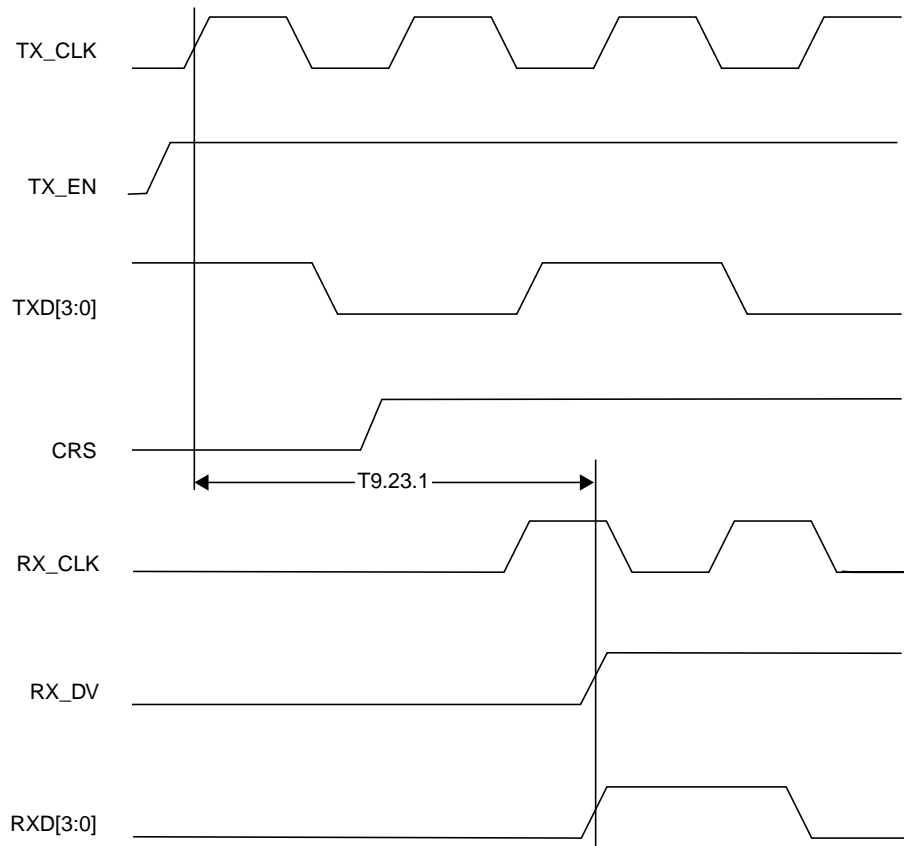 TX_CLK
TX_EN
TXD[3:0]
CRS
T9.23.1
RX_CLK
RX_DV
RXD[3:0]